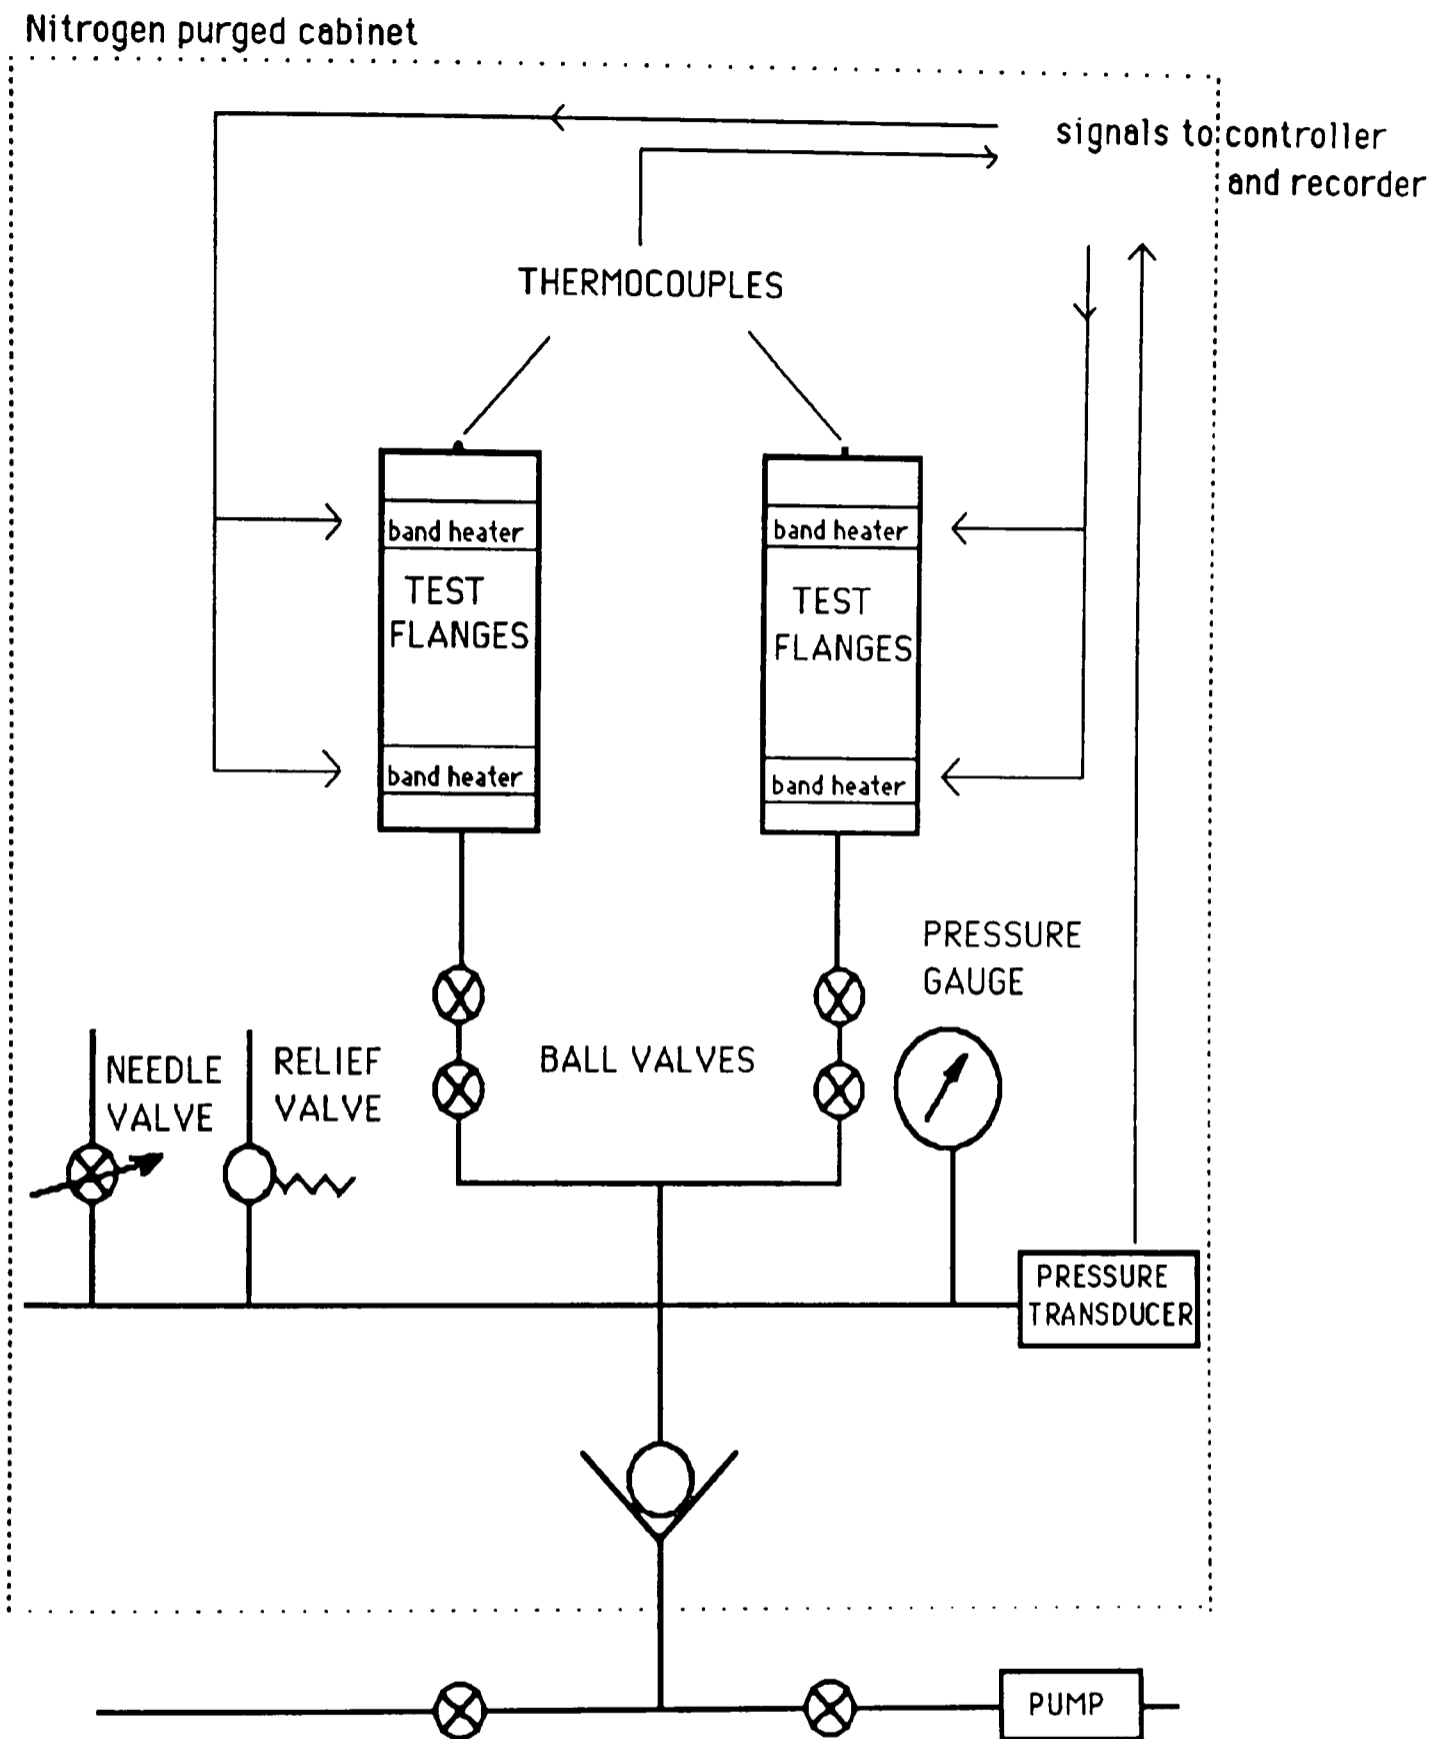 Nitrogen purged cabinet
signals to controller
and recorder
THERMOCOUPLES
band heater
band heater
TEST
FLANGES
TEST
FLANGES
band heater
band heater
PRESSURE
GAUGE
NEEDLE
VALVE
RELIEF
VALVE
BALL VALVES
PRESSURE
TRANSDUCER
PUMP